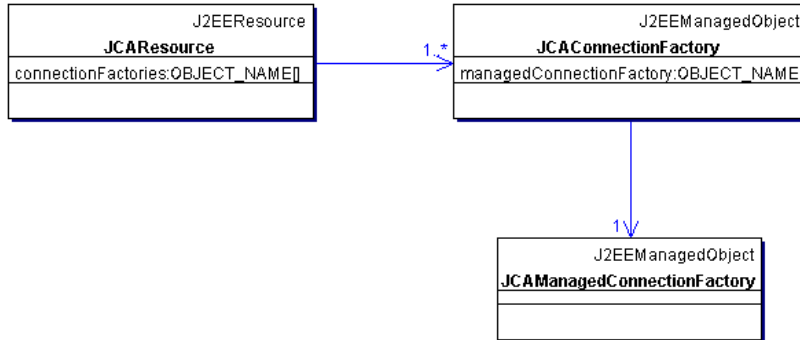 J2EEResource
JCAResource
connectionFactories:OBJECT_NAME[]
1..*
J2EEManagedObject
JCAConnectionFactory
managedConnectionFactory:OBJECT_NAME
1
J2EEManagedObject
JCAManagedConnectionFactory